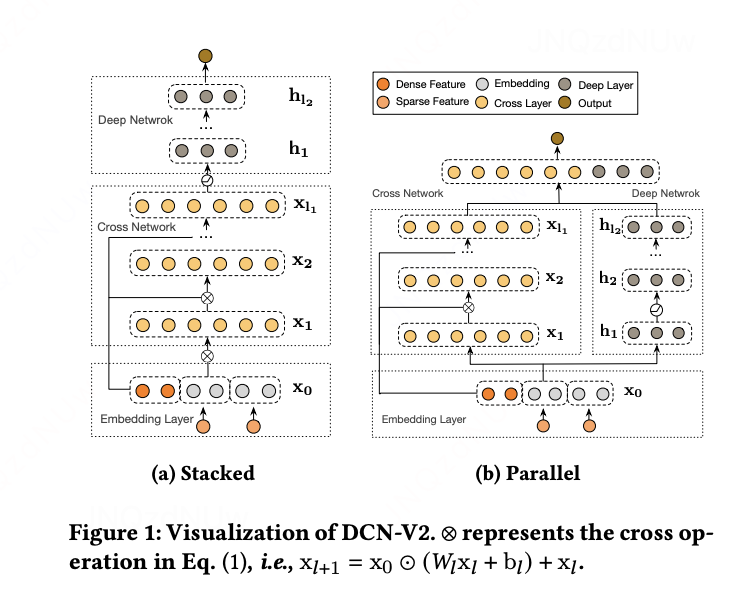 h_{l_2}
Deep Netwrok
...
h_1
x_{l_1}
Cross Network
...
x_2
x_1
x_0
Embedding Layer
(a) Stacked
Dense Feature
Embedding
Deep Layer
Sparse Feature
Cross Layer
Output
Cross Network
Deep Netwrok
x_{l_1}
h_{l_2}
...
...
x_2
h_2
x_1
h_1
x_0
Embedding Layer
(b) Parallel
Figure 1: Visualization of DCN-V2. ⊗ represents the cross op-
eration in Eq. (1), i.e., x_{l+1} = x_0 ⊙ (W_l x_l + b_l) + x_l.